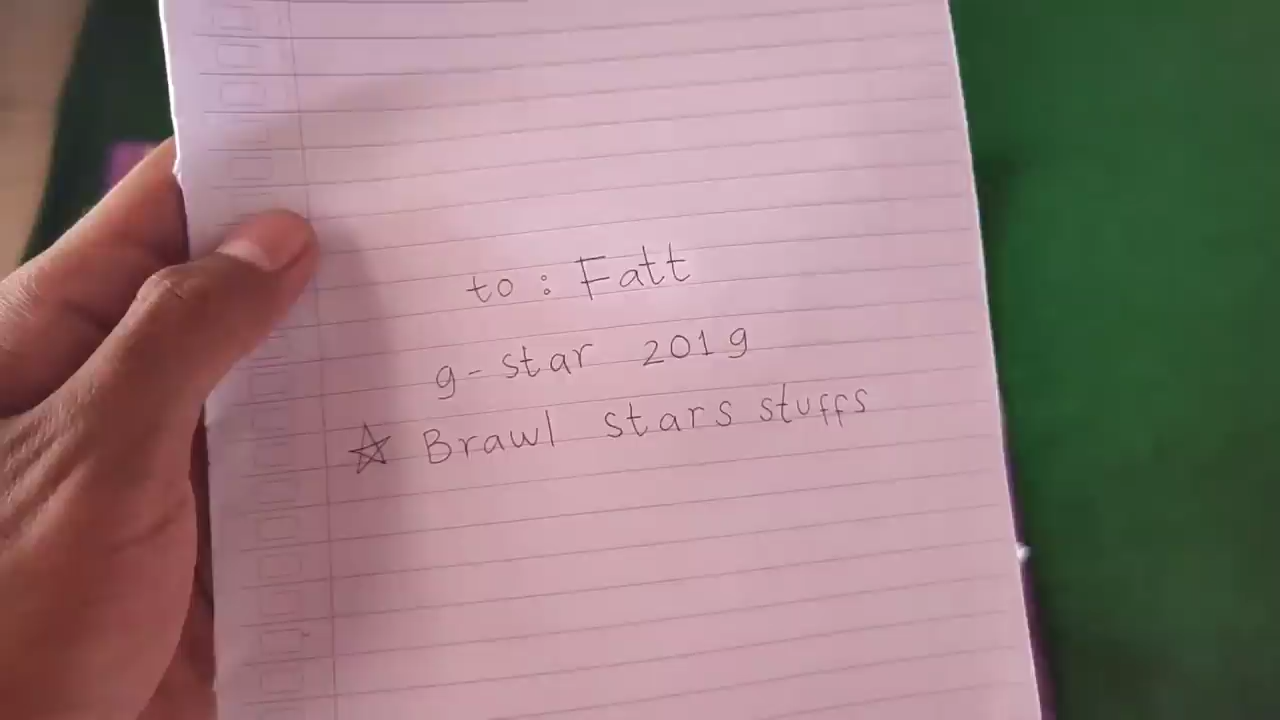 to : Fatt
g-star 2019
☆ Brawl stars stuffs